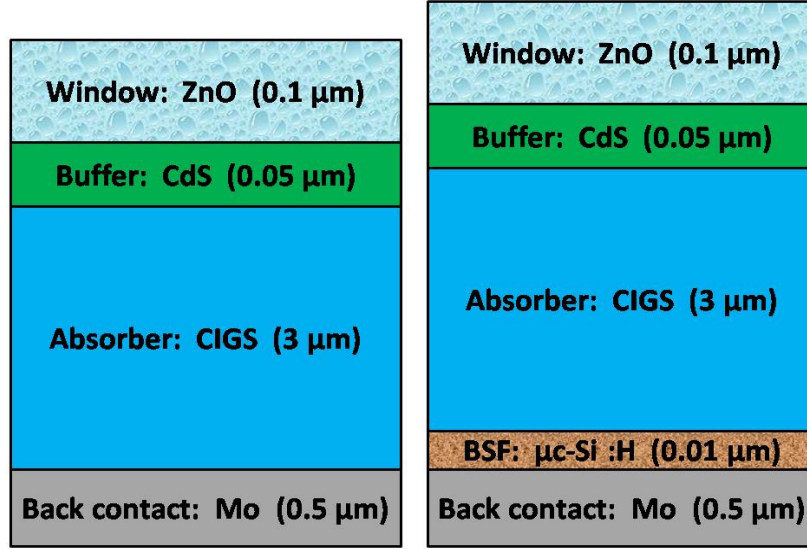 Window: ZnO (0.1 μm)
Buffer: CdS (0.05 μm)
Absorber: CIGS (3 μm)
Back contact: Mo (0.5 μm)
Window: ZnO (0.1 μm)
Buffer: CdS (0.05 μm)
Absorber: CIGS (3 μm)
BSF: μc-Si :H (0.01 μm)
Back contact: Mo (0.5 μm)